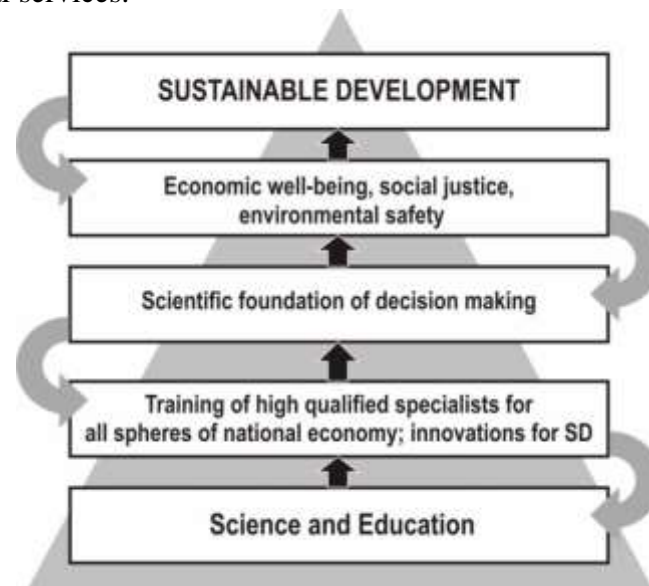 SUSTAINABLE DEVELOPMENT
Economic well-being, social justice,
environmental safety
Scientific foundation of decision making
Training of high qualified specialists for
all spheres of national economy; innovations for SD
Science and Education